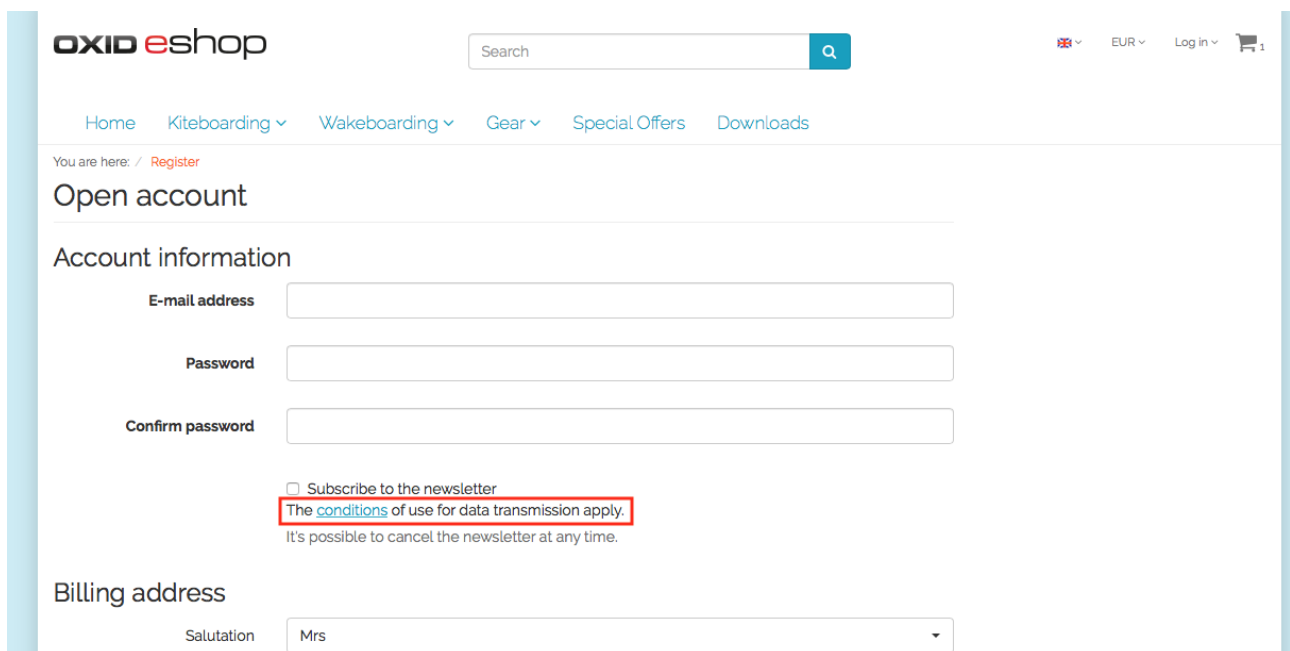 OXID eshop
Search
EUR
Log in
1
Home Kiteboarding Wakeboarding Gear Special Offers Downloads
You are here: / Register
Open account
Account information
E-mail address
Password
Confirm password
Subscribe to the newsletter
The conditions of use for data transmission apply.
It's possible to cancel the newsletter at any time.
Billing address
Salutation Mrs